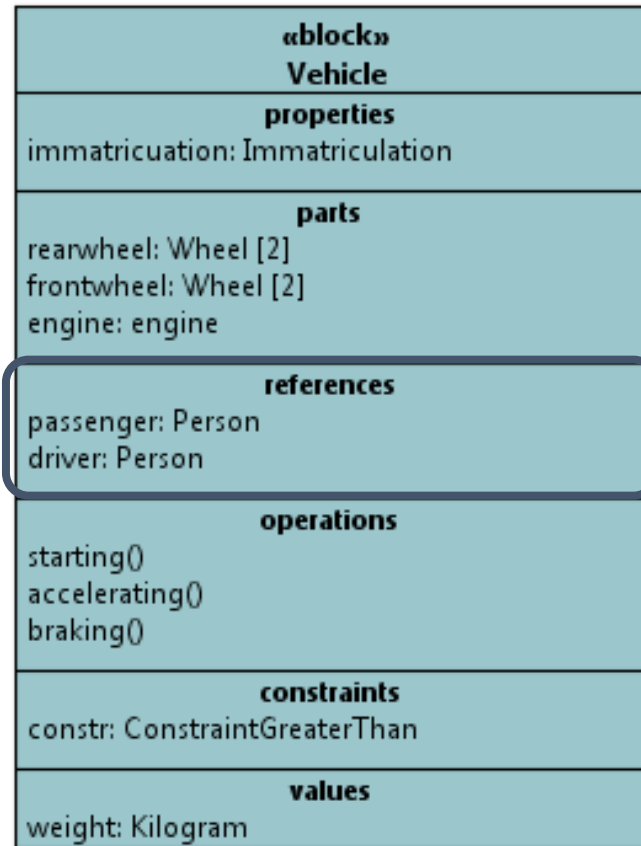 «block»
Vehicle
properties
immatricuation: Immatriculation
parts
rearwheel: Wheel [2]
frontwheel: Wheel [2]
engine: engine
references
passenger: Person
driver: Person
operations
starting()
accelerating()
braking()
constraints
constr: ConstraintGreaterThan
values
weight: Kilogram